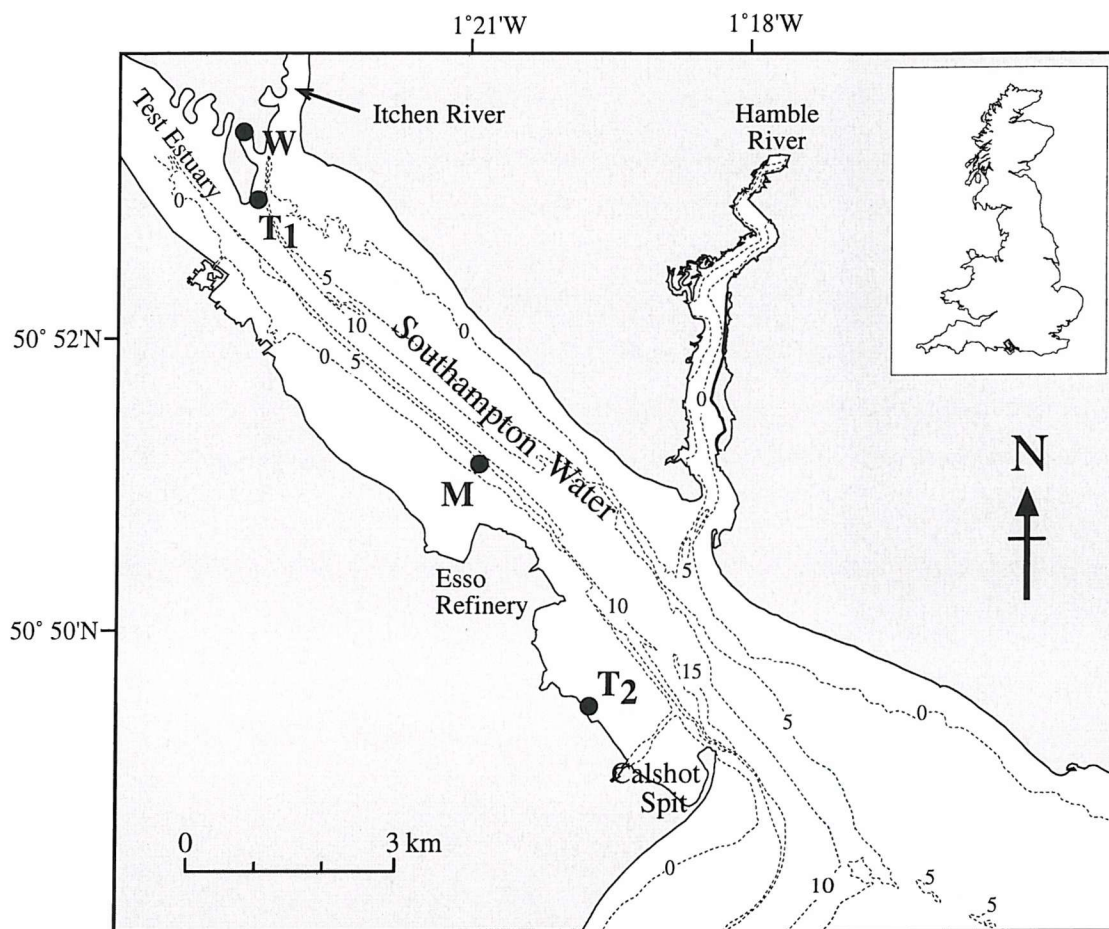 1°21'W
1°18'W
Itchen River
Hamble
River
Test Estuary
W
0
T1
5
10
0
5
0
Southampton Water
0
50° 52'N
N
M
Esso
Refinery
5
10
50° 50'N
15
T2
5
0
Calshot
Spit
0
3 km
0
10
5
5